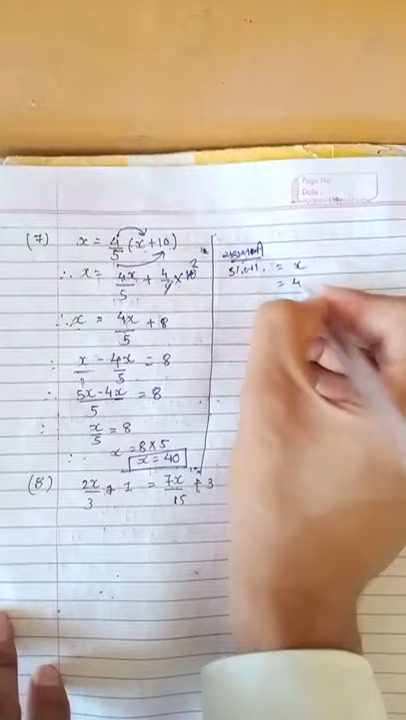 Page No.
Date
(7) x = 4/5 (x+10)
∴ x = 4x/5 + 4/5 × 10 2
∴ x = 4x/5 + 8
∴ x - 4x/5 = 8
∴ 5x-4x/5 = 8
∴ x/5 = 8
∴ x = 8×5
x = 40
(8) 2x/3 + 1 = 7x/15 + 3
= x
= 4